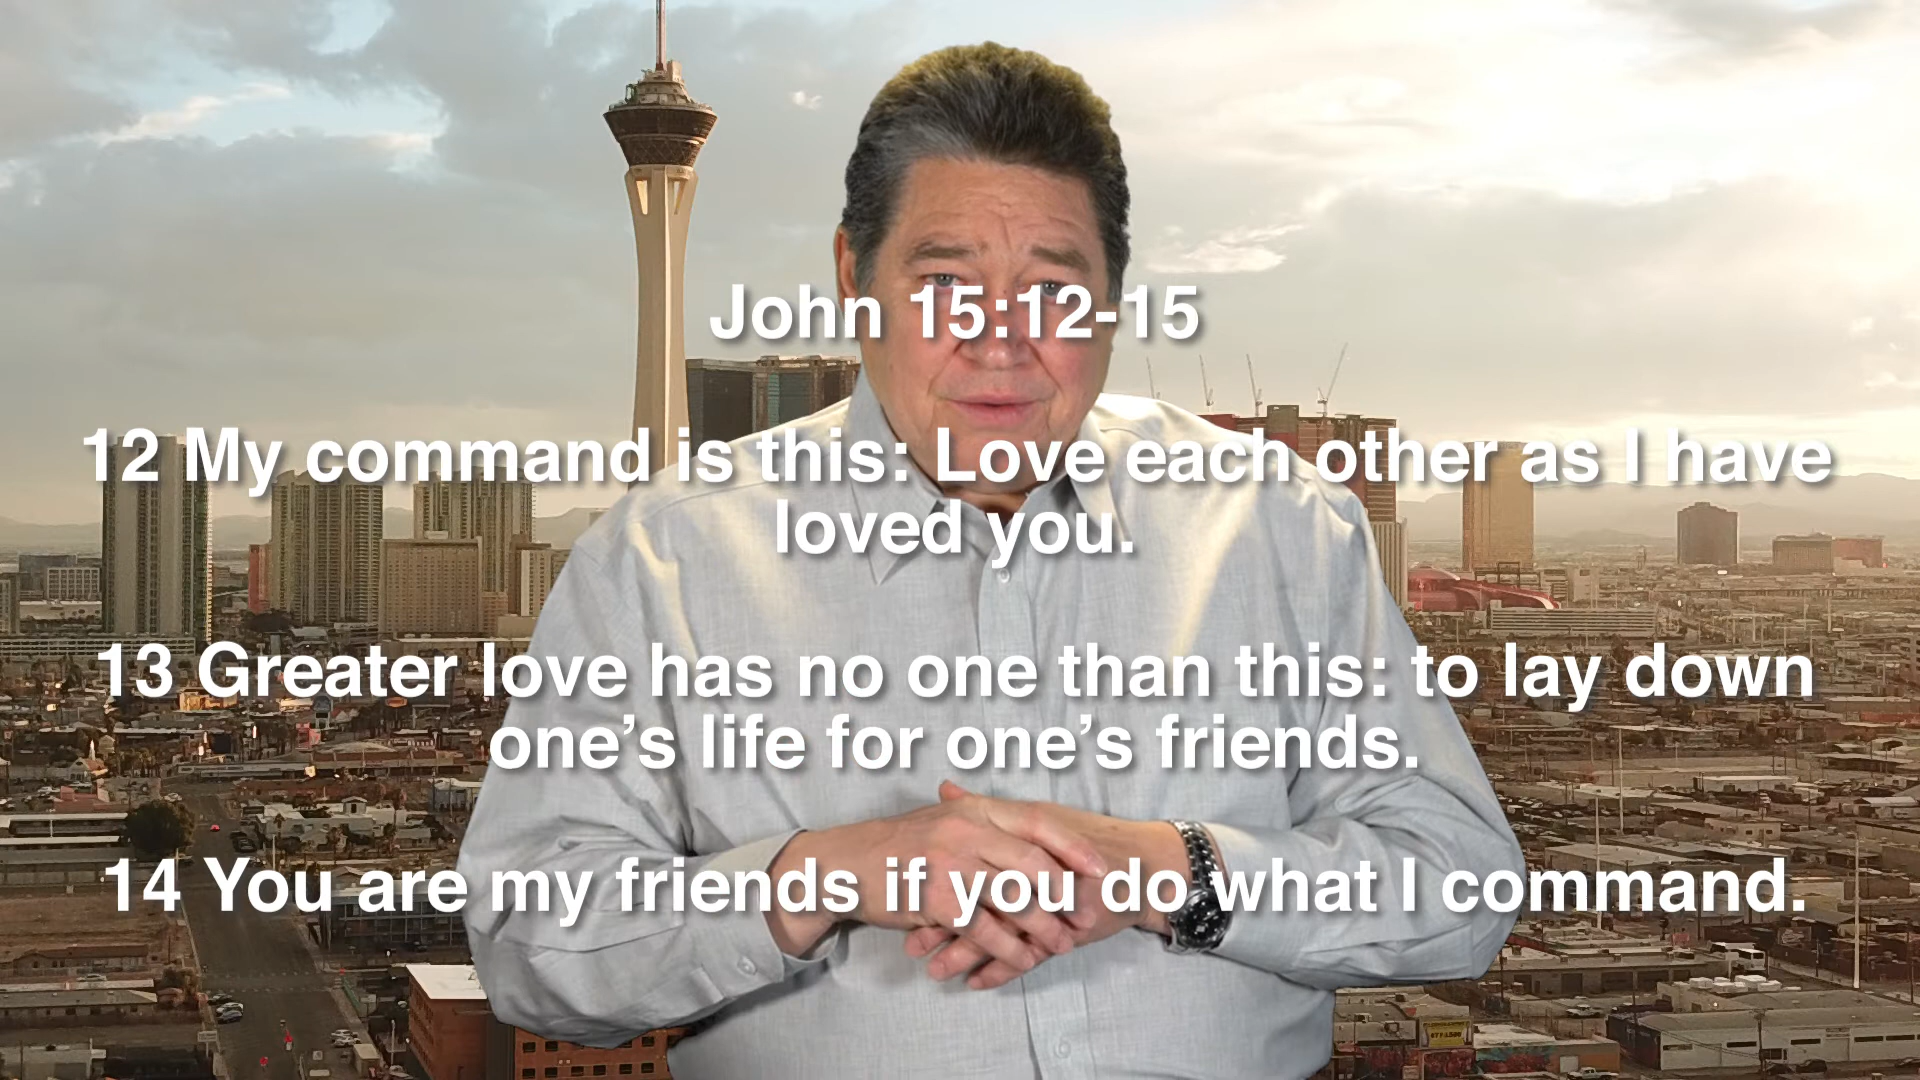 John 15:12-15
12 My command is this: Love each other as I have
loved you.
13 Greater love has no one than this: to lay down
one’s life for one’s friends.
14 You are my friends if you do what I command.